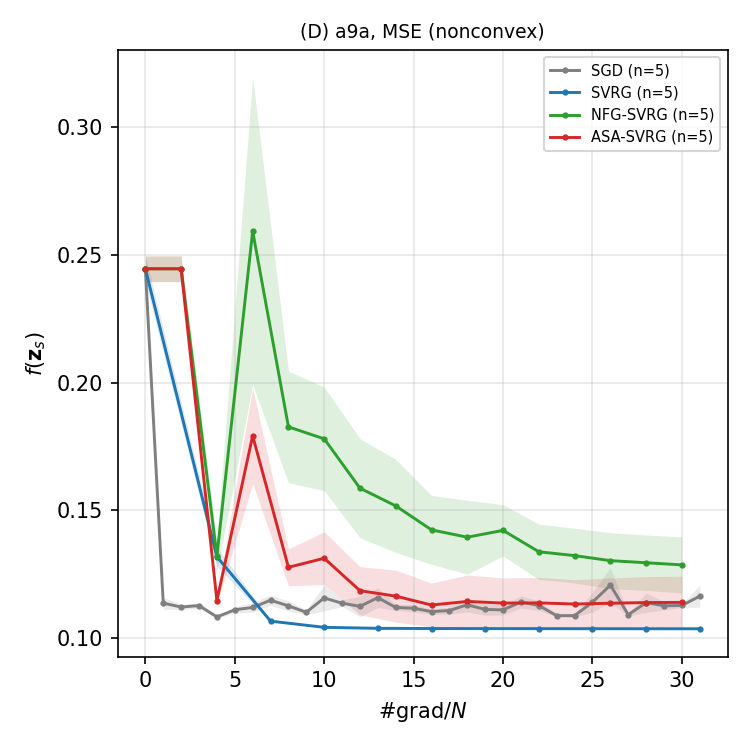 (D) a9a, MSE (nonconvex)
SGD (n=5)
SVRG (n=5)
NFG-SVRG (n=5)
ASA-SVRG (n=5)
f(𝐳ₛ)
0.30
0.25
0.20
0.15
0.10
0 5 10 15 20 25 30
#grad/N